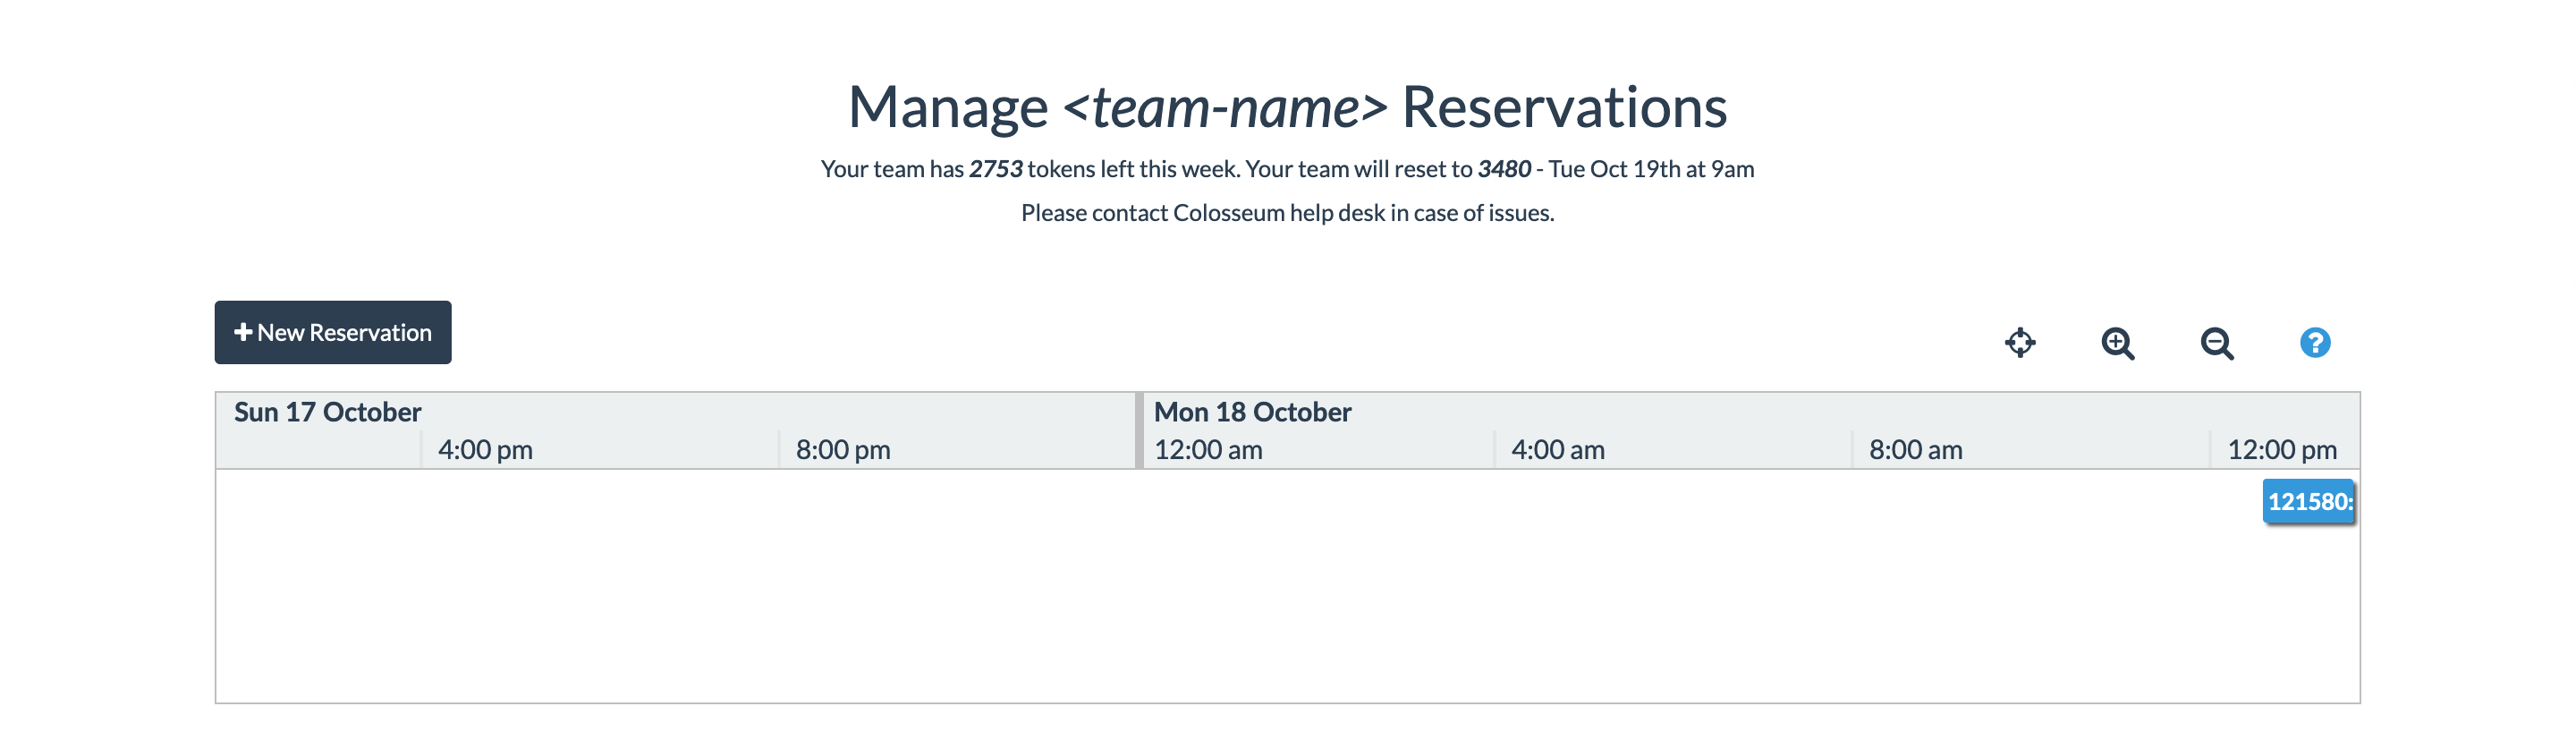 Manage <team-name> Reservations
Your team has 2753 tokens left this week. Your team will reset to 3480 - Tue Oct 19th at 9am
Please contact Colosseum help desk in case of issues.
New Reservation
Sun 17 October Mon 18 October
4:00 pm 8:00 pm 12:00 am 4:00 am 8:00 am 12:00 pm
121580: